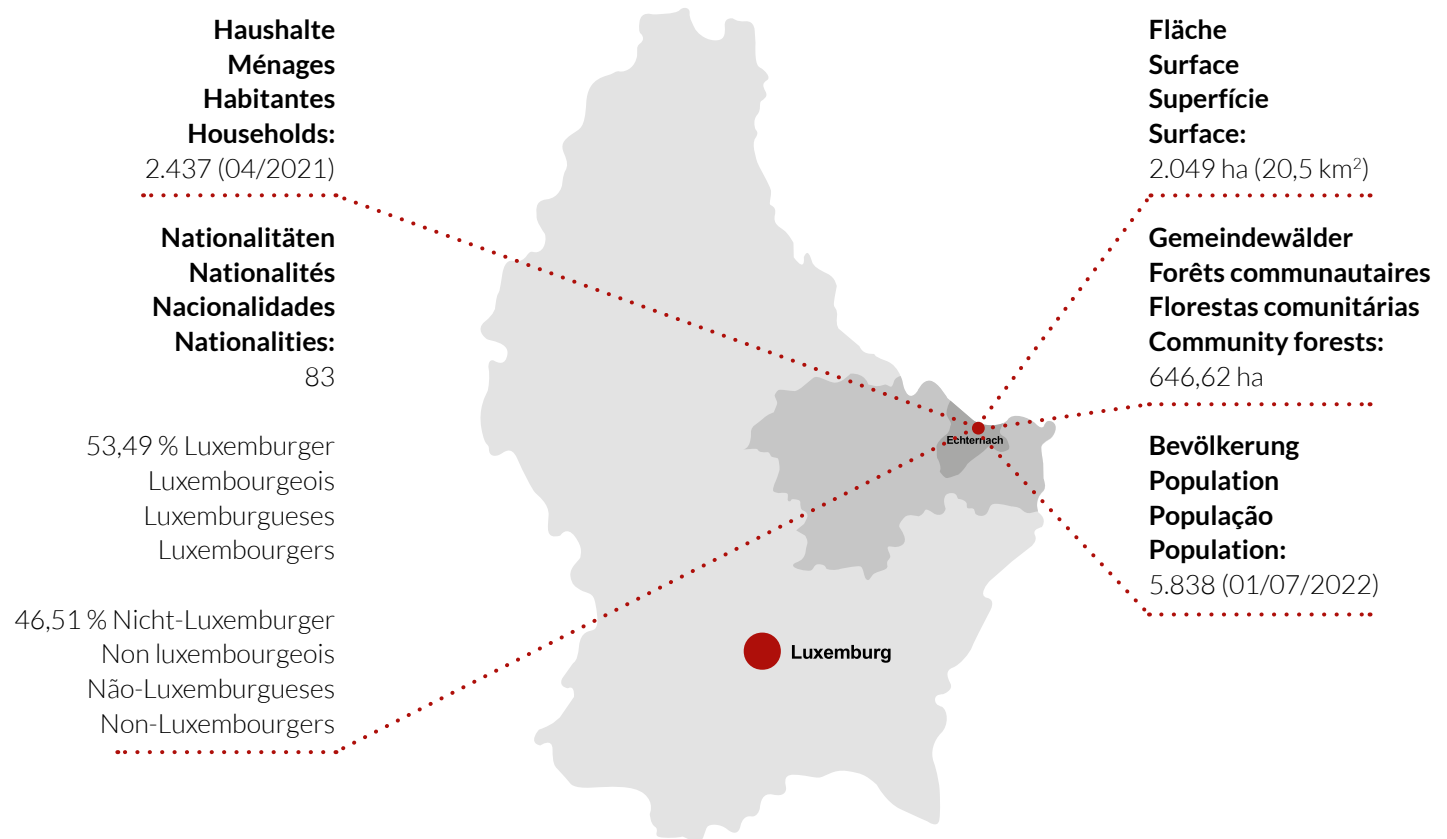 Haushalte
Ménages
Habitantes
Households:
2.437 (04/2021)
Nationalitäten
Nationalités
Nacionalidades
Nationalities:
83
53,49 % Luxemburger
Luxembourgeois
Luxemburgueses
Luxembourgers
46,51 % Nicht-Luxemburger
Non luxembourgeois
Não-Luxemburgueses
Non-Luxembourgers
Echternach
Luxemburg
Fläche
Surface
Superfície
Surface:
2.049 ha (20,5 km²)
Gemeindewälder
Forêts communautaires
Florestas comunitárias
Community forests:
646,62 ha
Bevölkerung
Population
População
Population:
5.838 (01/07/2022)